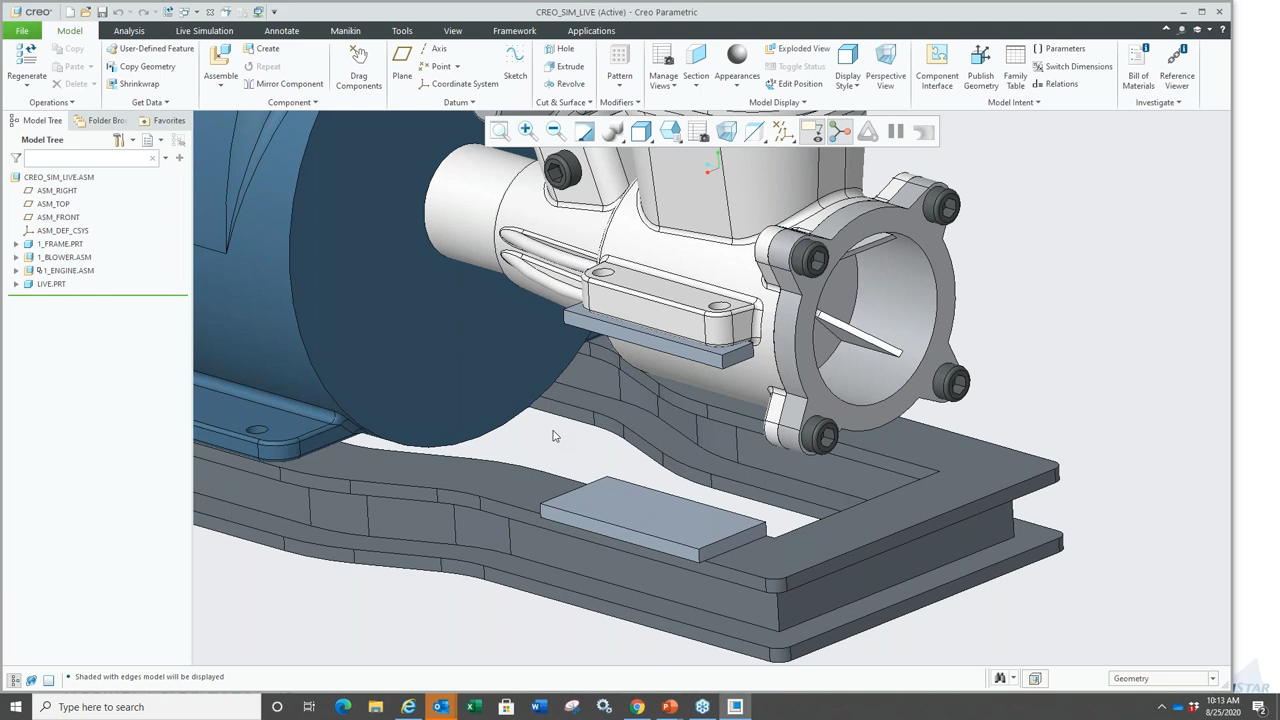 creo
CREO_SIM_LIVE (Active) - Creo Parametric
File
Model
Analysis
Live Simulation
Annotate
Manikin
Tools
View
Framework
Applications
Regenerate
Copy
Paste
Delete
Operations
User-Defined Feature
Copy Geometry
Shrinkwrap
Get Data
Assemble
Create
Repeat
Mirror Component
Component
Drag Components
Plane
Axis
Point
Coordinate System
Sketch
Datum
Hole
Extrude
Revolve
Cut & Surface
Pattern
Modifiers
Manage Views
Section
Appearances
Exploded View
Toggle Status
Edit Position
Display Style
Perspective View
Model Display
Component Interface
Publish Geometry
Family Table
Parameters
Switch Dimensions
Relations
Model Intent
Bill of Materials
Reference Viewer
Investigate
Model Tree
Folder Bro
Favorites
Model Tree
CREO_SIM_LIVE.ASM
ASM_RIGHT
ASM_TOP
ASM_FRONT
ASM_DEF_CSYS
1_FRAME.PRT
1_BLOWER.ASM
1_ENGINE.ASM
LIVE.PRT
Shaded with edges model will be displayed
Geometry
Type here to search
10:13 AM
8/25/2020